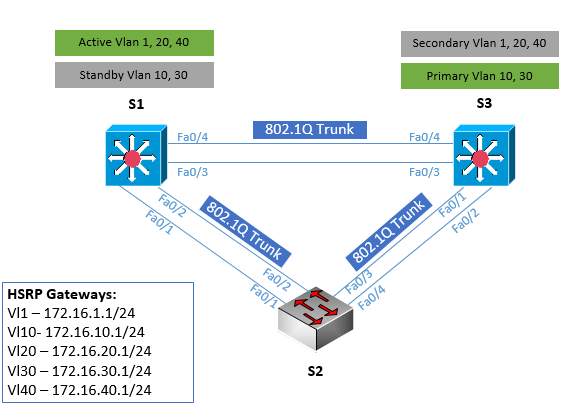 Active Vlan 1, 20, 40
Secondary Vlan 1, 20, 40
Standby Vlan 10, 30
Primary Vlan 10, 30
S1
S3
802.1Q Trunk
Fa0/4
Fa0/4
Fa0/3
Fa0/3
Fa0/2
Fa0/1
802.1Q Trunk
802.1Q Trunk
Fa0/1
Fa0/2
Fa0/2
Fa0/1
Fa0/3
Fa0/4
HSRP Gateways:
Vl1 – 172.16.1.1/24
Vl10- 172.16.10.1/24
Vl20 – 172.16.20.1/24
Vl30 – 172.16.30.1/24
Vl40 – 172.16.40.1/24
S2